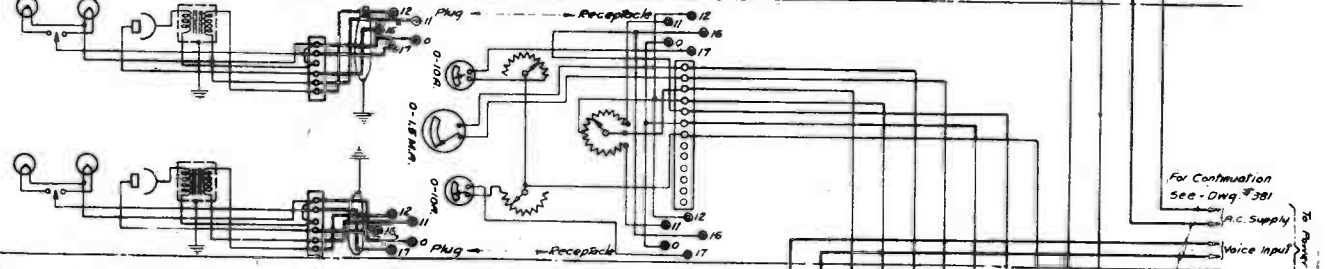 12
11
16
0
17
Plug
Receptacle
12
11
16
0
17
0-10A.
0-1.5 M.A.
0-10A.
12
11
16
0
17
Plug
Receptacle
12
11
16
0
17
For Continuation
See - Dwg. #381
A.C. Supply
Voice Input
To Power